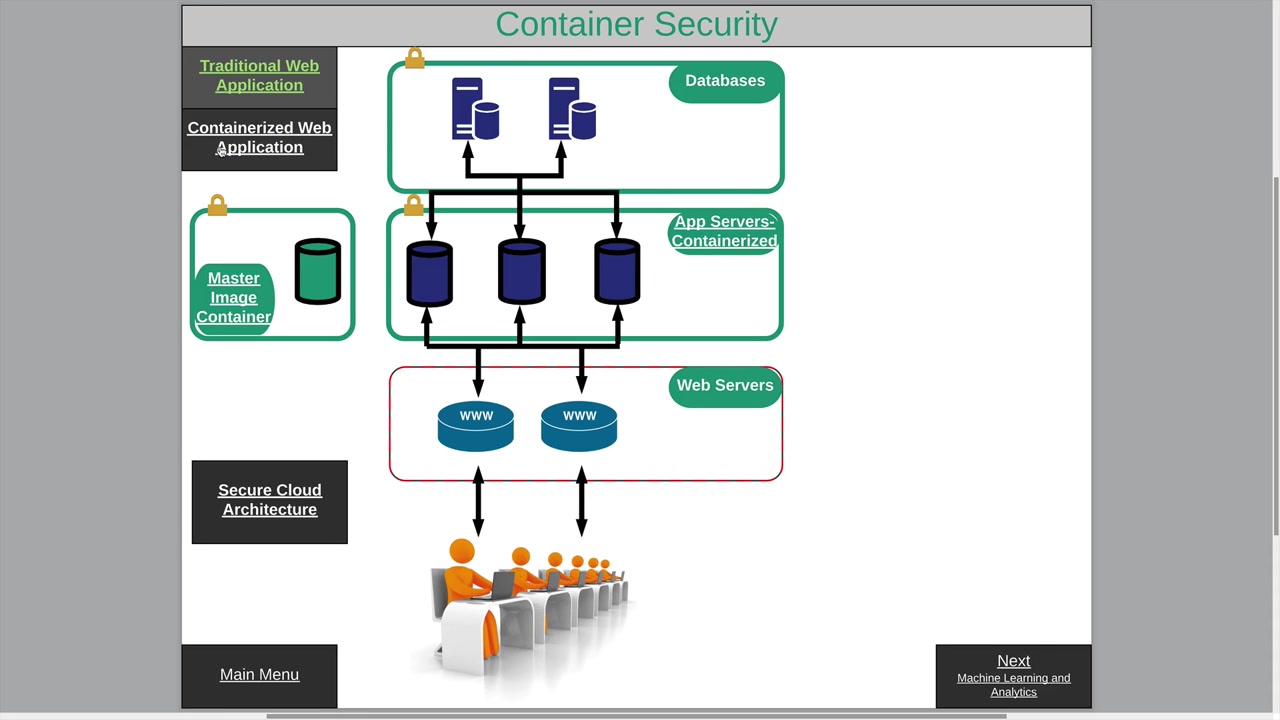 Container Security
Traditional Web
Application
Containerized Web
Application
Databases
App Servers-
Containerized
Master
Image
Container
Web Servers
WWW
WWW
Secure Cloud
Architecture
Main Menu
Next
Machine Learning and
Analytics